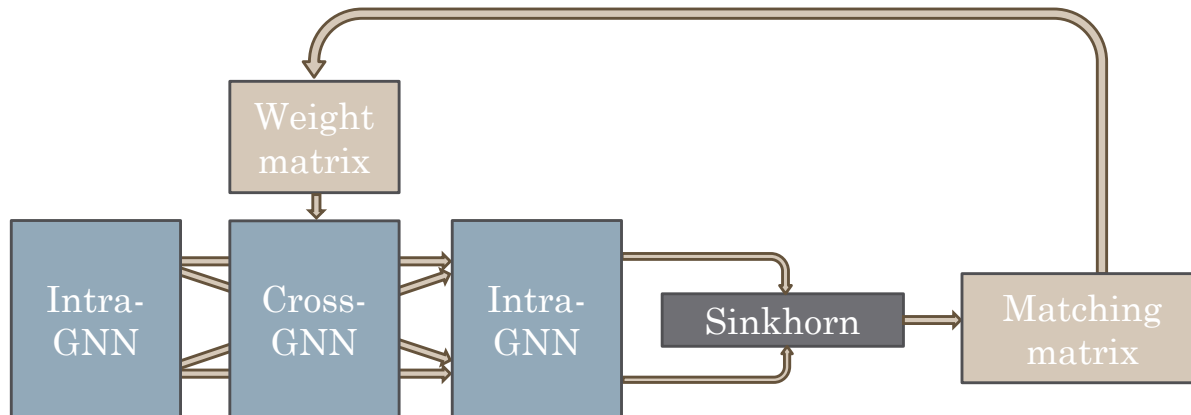 Weight
matrix
Intra-
GNN
Cross-
GNN
Intra-
GNN
Sinkhorn
Matching
matrix